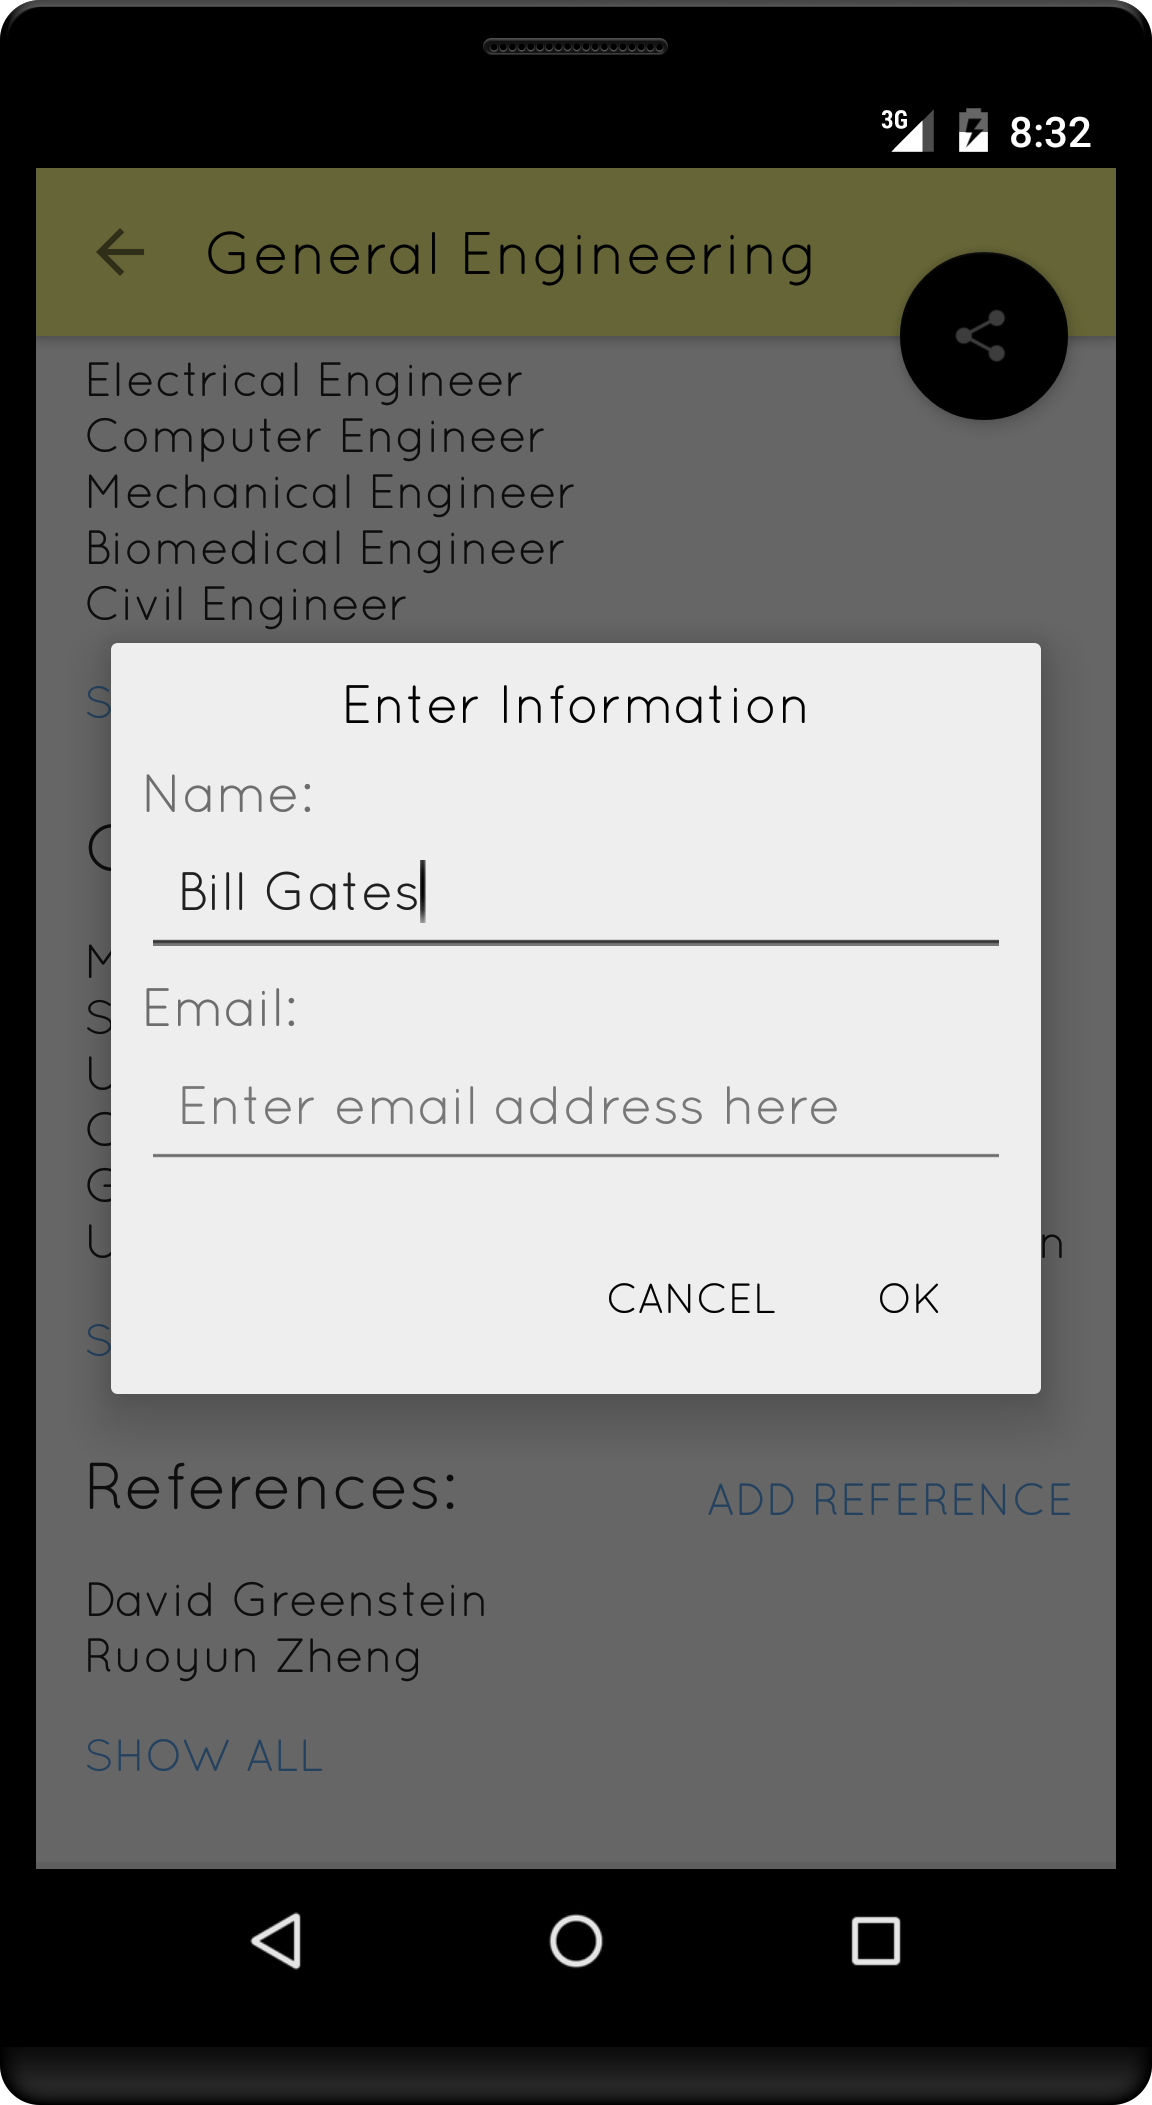 3G 8:32
General Engineering
Electrical Engineer
Computer Engineer
Mechanical Engineer
Biomedical Engineer
Civil Engineer
Enter Information
Name:
Bill Gates
Email:
Enter email address here
CANCEL OK
References: ADD REFERENCE
David Greenstein
Ruoyun Zheng
SHOW ALL